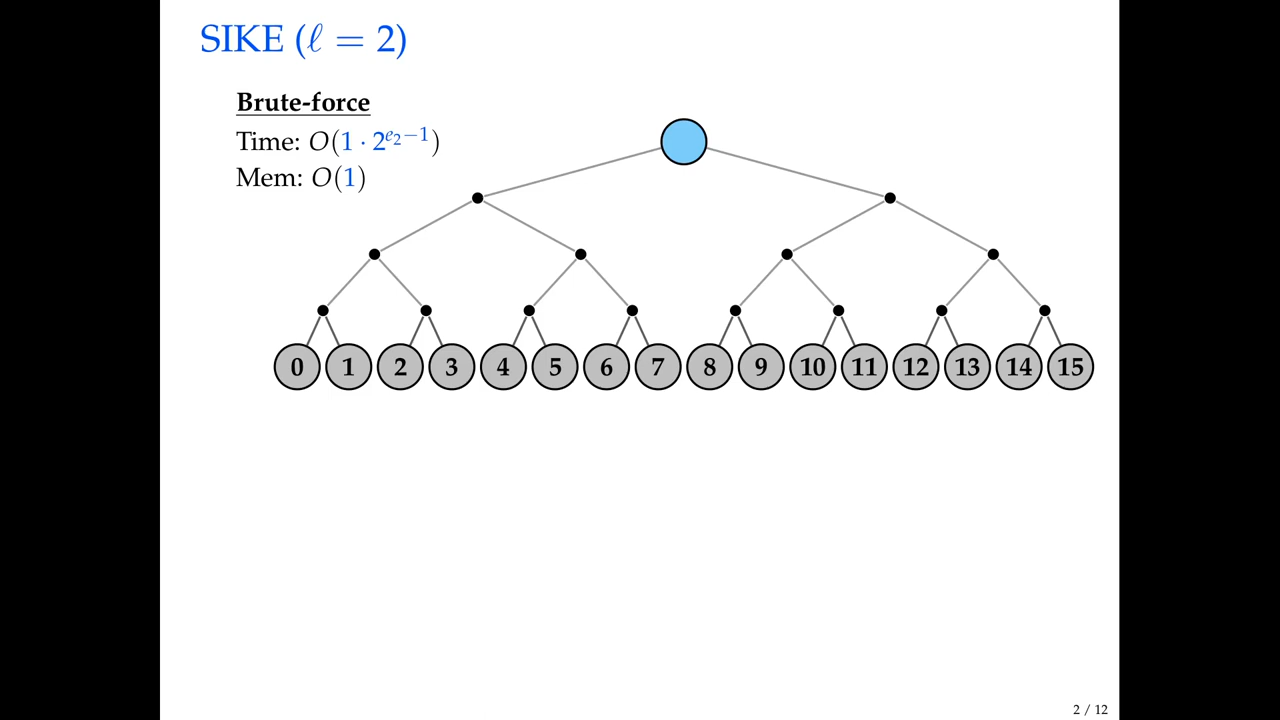 SIKE (ℓ = 2)
Brute-force
Time: O(1 · 2^{e_2−1})
Mem: O(1)
0 1 2 3 4 5 6 7 8 9 10 11 12 13 14 15
2 / 12